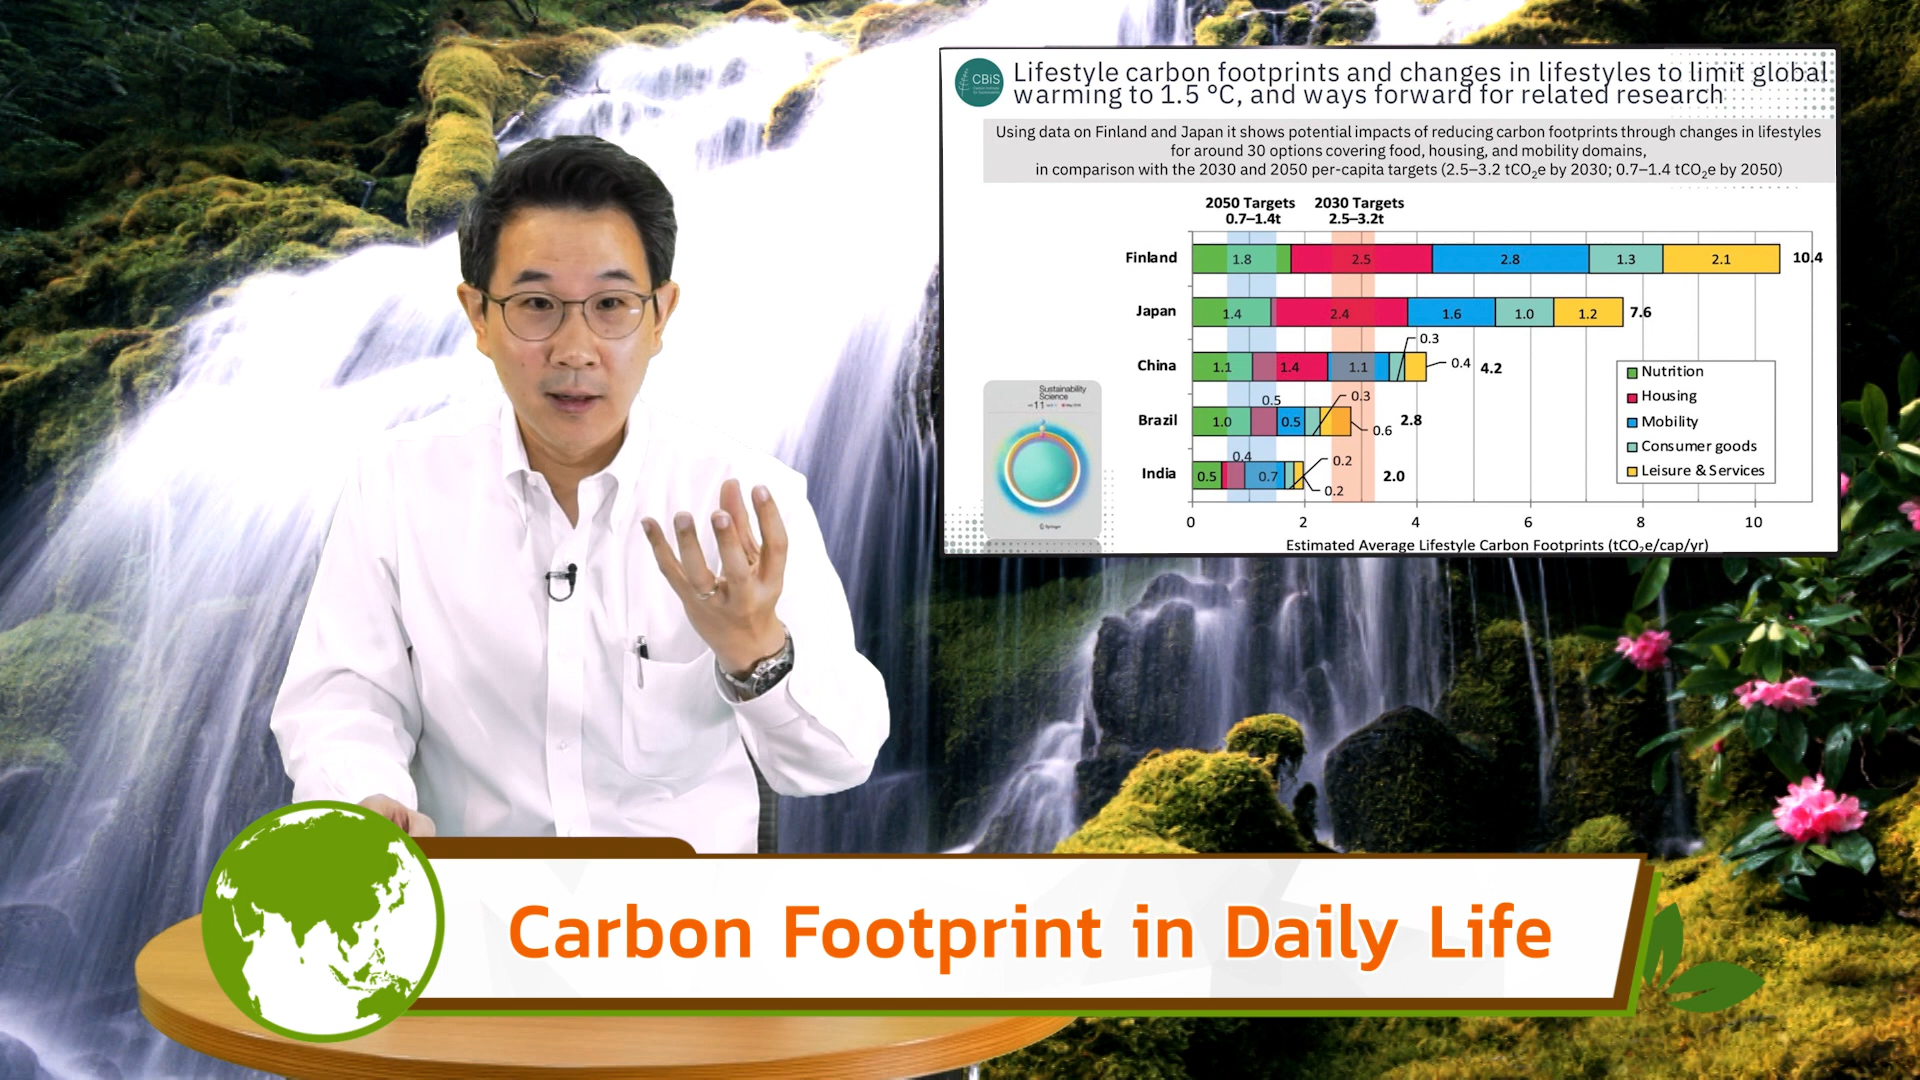 CBiS
Lifestyle carbon footprints and changes in lifestyles to limit global
warming to 1.5 °C, and ways forward for related research
Using data on Finland and Japan it shows potential impacts of reducing carbon footprints through changes in lifestyles
for around 30 options covering food, housing, and mobility domains,
in comparison with the 2030 and 2050 per-capita targets (2.5–3.2 tCO₂e by 2030; 0.7–1.4 tCO₂e by 2050)
2050 Targets 2030 Targets
0.7–1.4t 2.5–3.2t
Finland 1.8 2.5 2.8 1.3 2.1 10.4
Japan 1.4 2.4 1.6 1.0 1.2 7.6
0.3
China 1.1 1.4 1.1 0.4 4.2
0.5 0.3
Brazil 1.0 0.5 0.6 2.8
0.4 0.2
India 0.5 0.7 0.2 2.0
Nutrition
Housing
Mobility
Consumer goods
Leisure & Services
0 2 4 6 8 10
Estimated Average Lifestyle Carbon Footprints (tCO₂e/cap/yr)
Sustainability
Science
11
Springer
Carbon Footprint in Daily Life